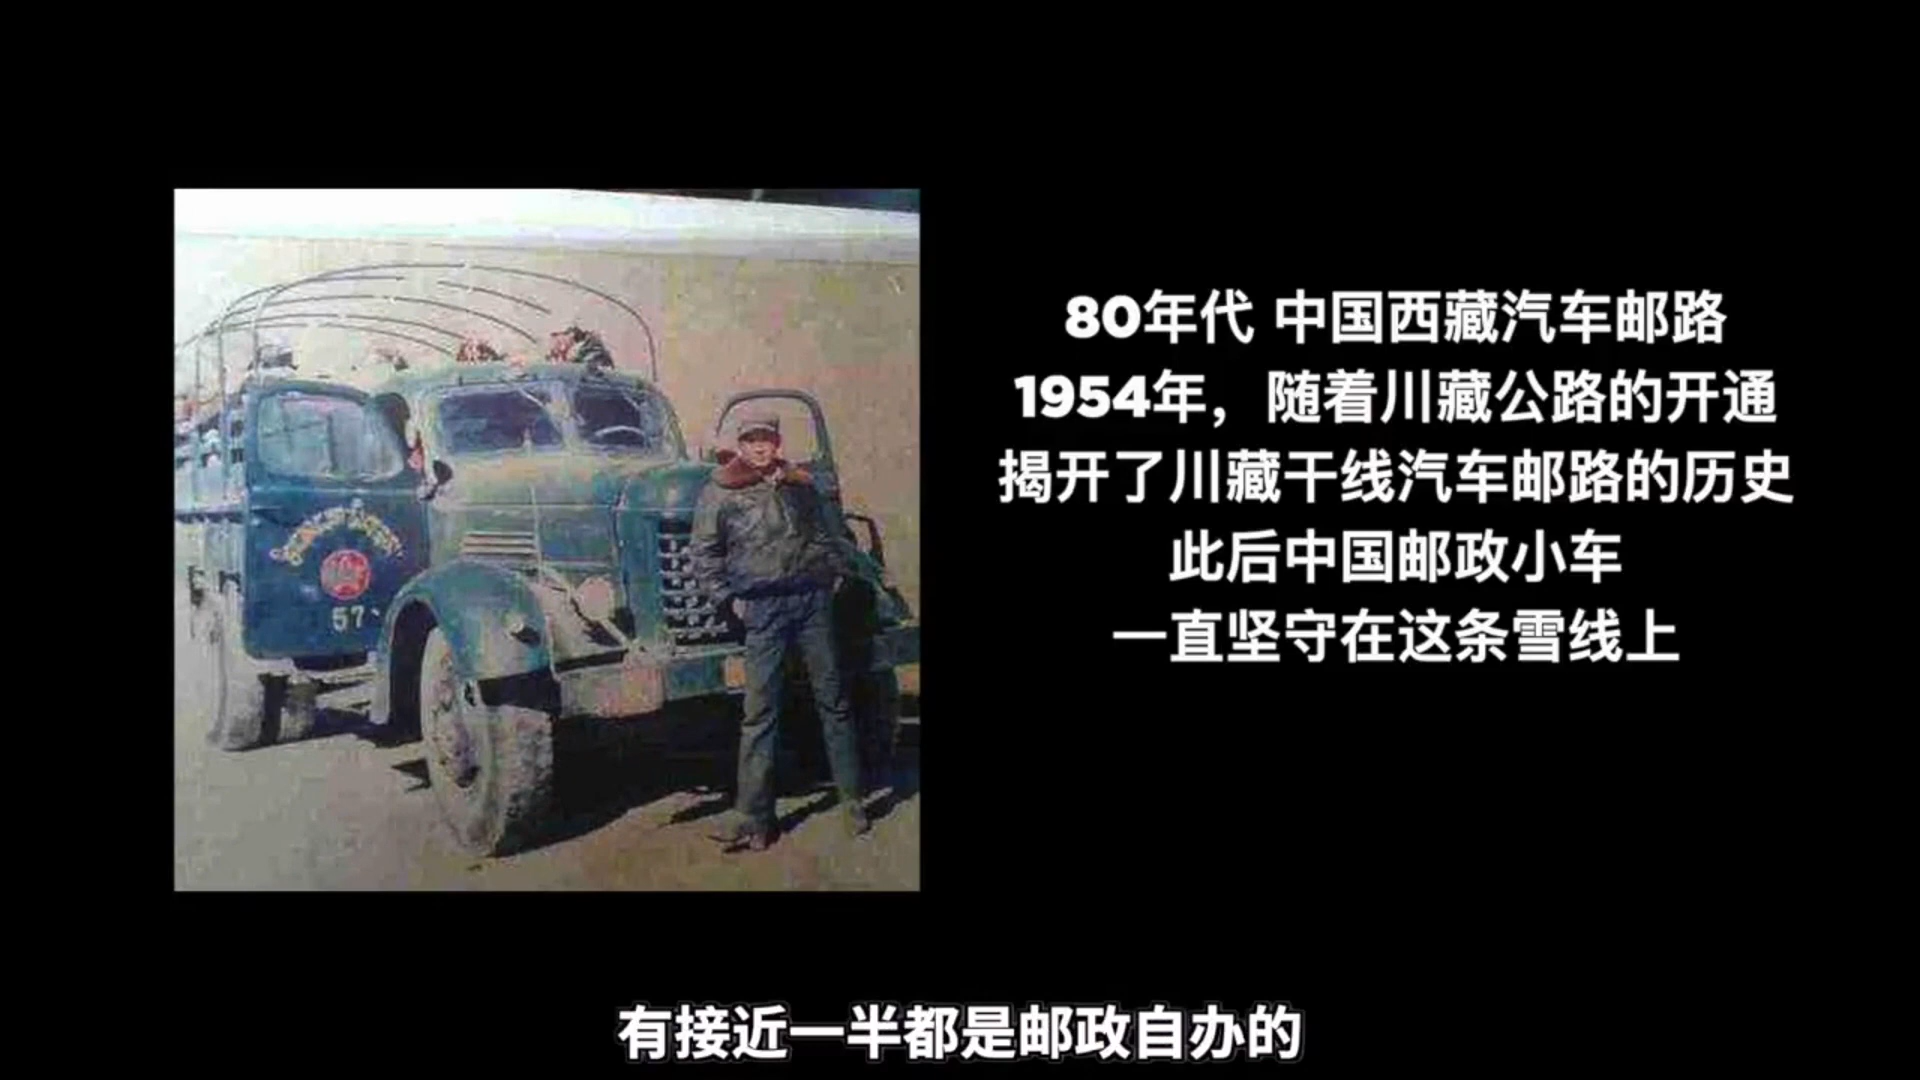 80年代 中国西藏汽车邮路
1954年，随着川藏公路的开通
揭开了川藏干线汽车邮路的历史
此后中国邮政小车
一直坚守在这条雪线上
57
有接近一半都是邮政自办的